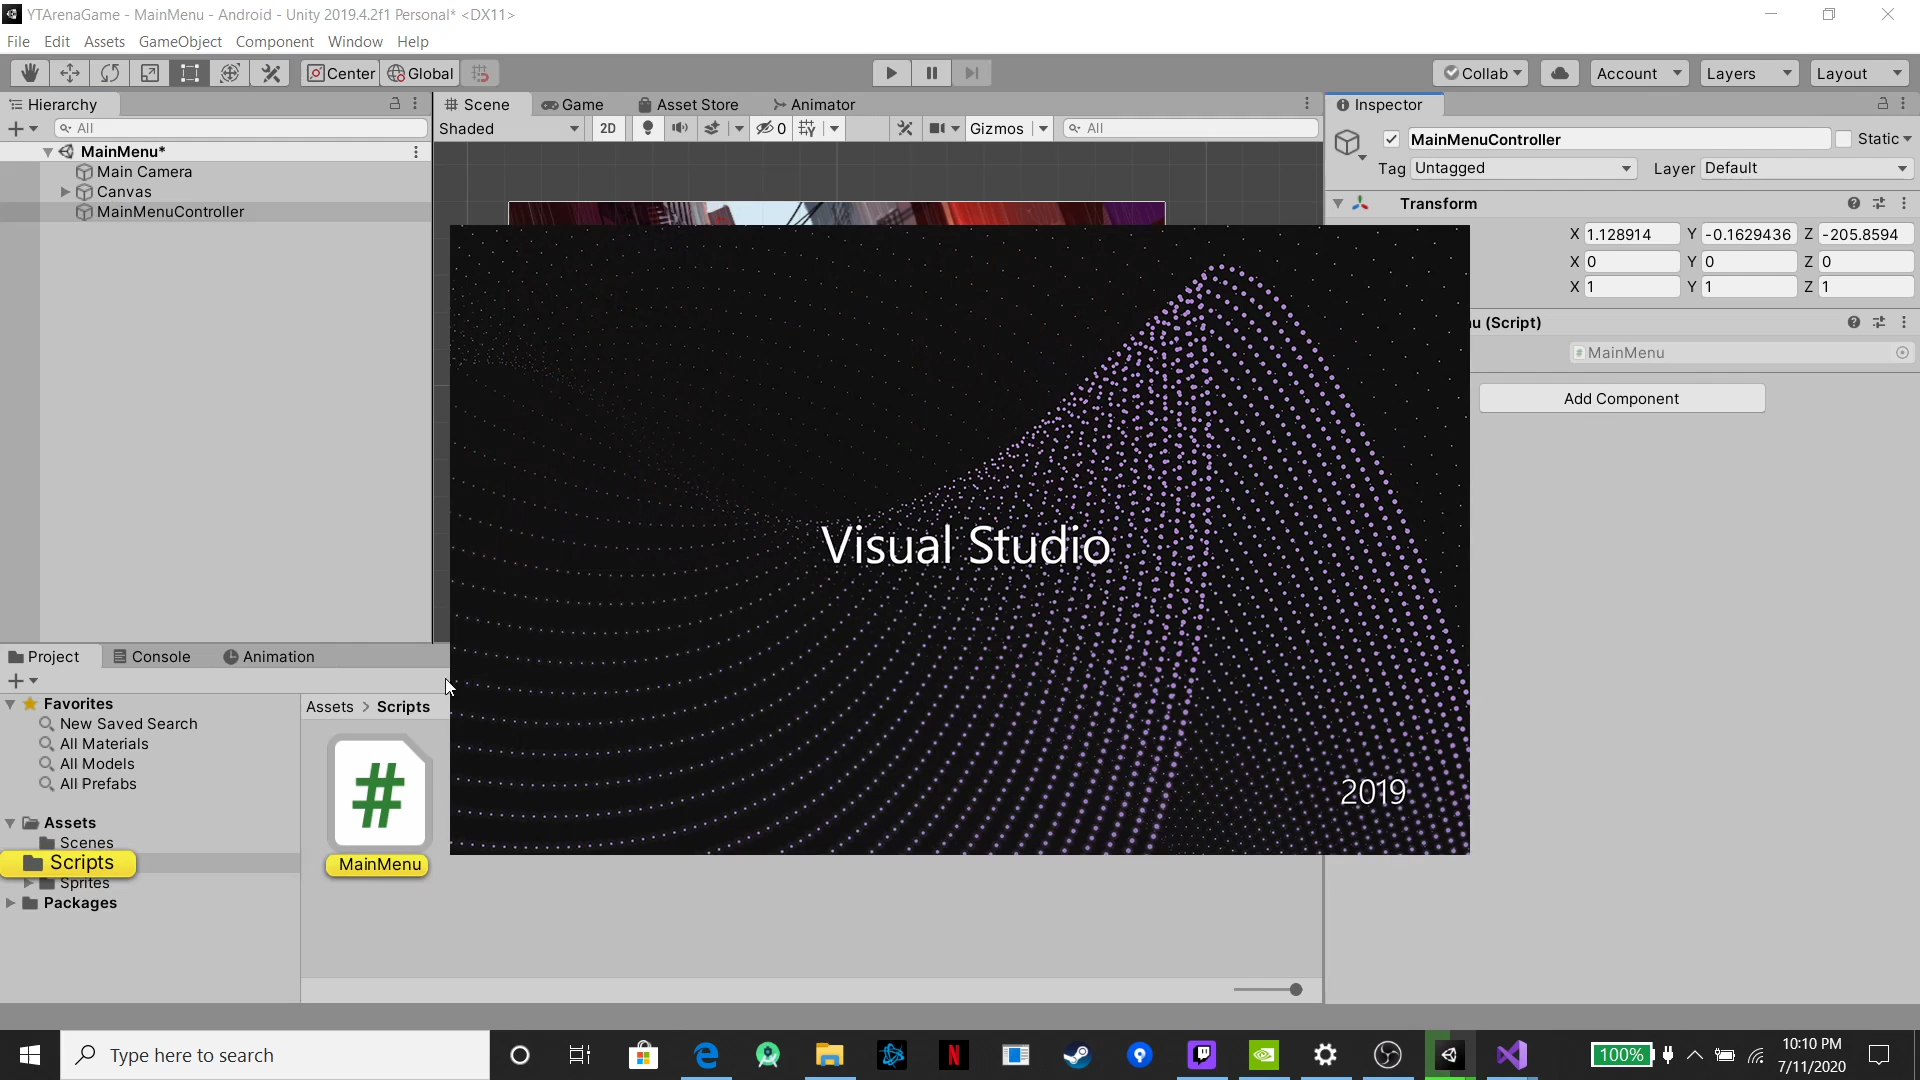 YTArenaGame - MainMenu - Android - Unity 2019.4.2f1 Personal* <DX11>
File Edit Assets GameObject Component Window Help
Center Global Collab Account Layers Layout
Hierarchy
All
MainMenu*
Main Camera
Canvas
MainMenuController
Scene Game Asset Store Animator
Shaded 2D 0 Gizmos All
Inspector
MainMenuController Static
Tag Untagged Layer Default
Transform
X 1.128914 Y -0.1629436 Z -205.8594
X 0 Y 0 Z 0
X 1 Y 1 Z 1
u (Script)
# MainMenu
Add Component
Visual Studio
2019
Project Console Animation
Favorites
New Saved Search
All Materials
All Models
All Prefabs
Assets
Scenes
Scripts
Sprites
Packages
Assets > Scripts
#
MainMenu
Type here to search
N
100%
10:10 PM
7/11/2020